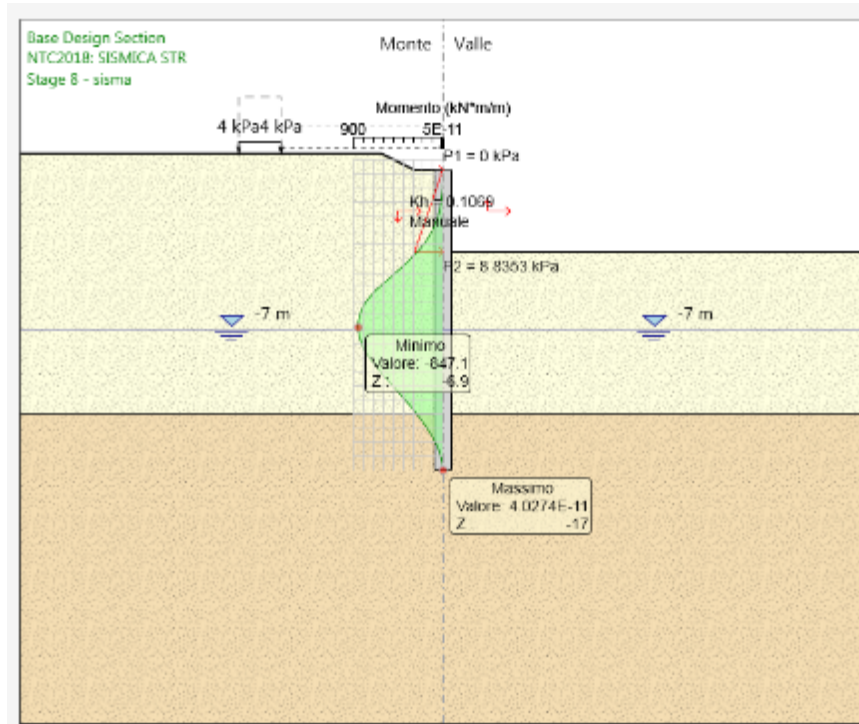 Base Design Section
NTC2018: SISMICA STR
Stage 8 - sisma
Monte
Valle
Momento (kN*m/m)
900
5E-11
4 kPa
4 kPa
P1 = 0 kPa
Kh = 0.1069
Manuale
P2 = 8.8353 kPa
-7 m
-7 m
Minimo
Valore: -847.1
Z : -6.9
Massimo
Valore: 4.0274E-11
Z : -17